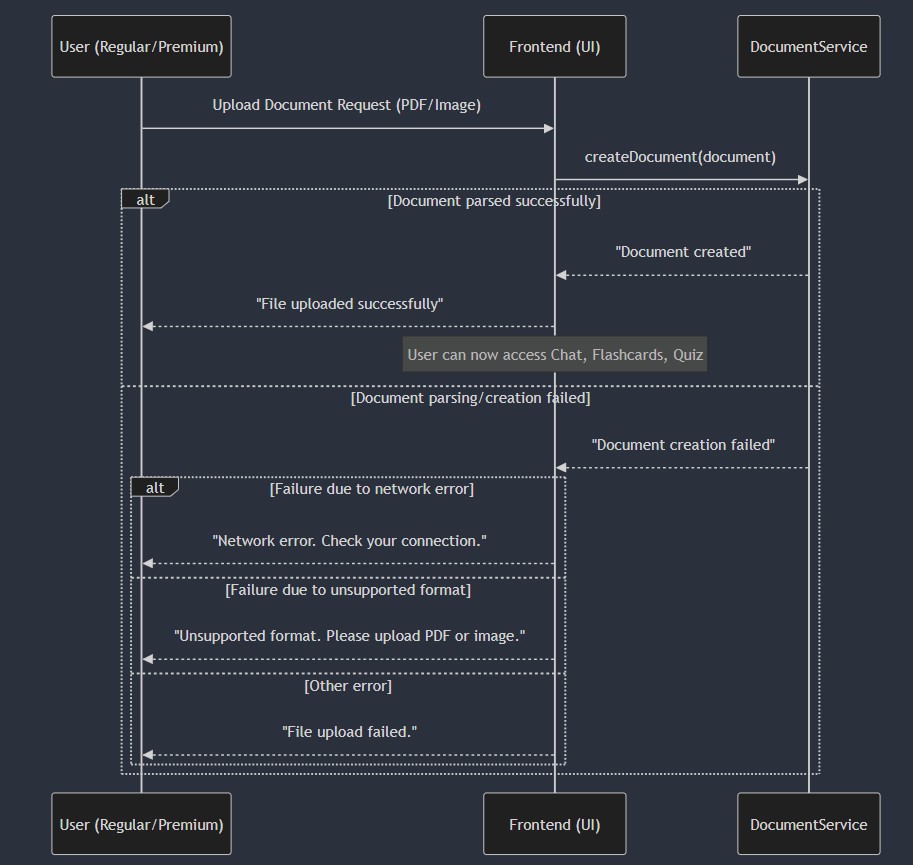 User (Regular/Premium)
Frontend (UI)
DocumentService
Upload Document Request (PDF/Image)
createDocument(document)
alt
[Document parsed successfully]
"Document created"
"File uploaded successfully"
User can now access Chat, Flashcards, Quiz
[Document parsing/creation failed]
"Document creation failed"
alt
[Failure due to network error]
"Network error. Check your connection."
[Failure due to unsupported format]
"Unsupported format. Please upload PDF or image."
[Other error]
"File upload failed."
User (Regular/Premium)
Frontend (UI)
DocumentService